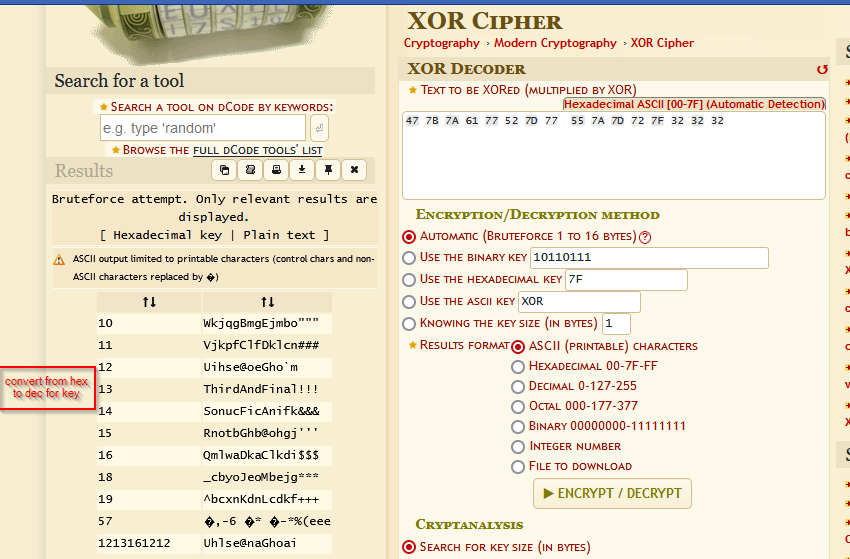 Search for a tool
★ Search a tool on dCode by keywords:
e.g. type 'random'
★ Browse the full dCode tools' list
Results
Bruteforce attempt. Only relevant results are
displayed.
[ Hexadecimal key | Plain text ]
ASCII output limited to printable characters (control chars and non-
ASCII characters replaced by �)
↑↓ ↑↓
10 WkjqgBmgEjmbo"""
11 VjkpfClfDklcn###
12 Uihse@oeGho`m
13 ThirdAndFinal!!!
14 SonucFicAnifk&&&
15 RnotbGhb@ohgj'''
16 QmlwaDkaClkdi$$$
18 _cbyoJeoMbejg***
19 ^bcxnKdnLcdkf+++
57 �,-6 �* �-*%(eee
1213161212 Uhlse@naGhoai
convert from hex
to dec for key
XOR Cipher
Cryptography › Modern Cryptography › XOR Cipher
XOR Decoder
★ Text to be XORed (multiplied by XOR)
Hexadecimal ASCII [00-7F] (Automatic Detection)
47 7B 7A 61 77 52 7D 77 55 7A 7D 72 7F 32 32 32
Encryption/Decryption method
Automatic (Bruteforce 1 to 16 bytes)
Use the binary key 10110111
Use the hexadecimal key 7F
Use the ascii key XOR
Knowing the key size (in bytes) 1
★ Results format ASCII (printable) characters
Hexadecimal 00-7F-FF
Decimal 0-127-255
Octal 000-177-377
Binary 00000000-11111111
Integer number
File to download
▶ ENCRYPT / DECRYPT
Cryptanalysis
Search for key size (in bytes)